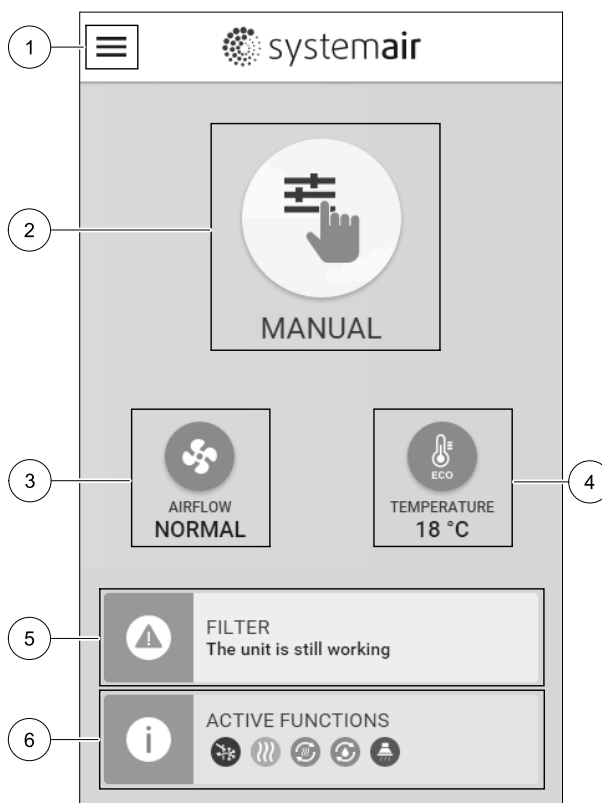 1
systemair
2
MANUAL
3
AIRFLOW
NORMAL
ECO
TEMPERATURE
18 °C
4
5
FILTER
The unit is still working
6
i
ACTIVE FUNCTIONS